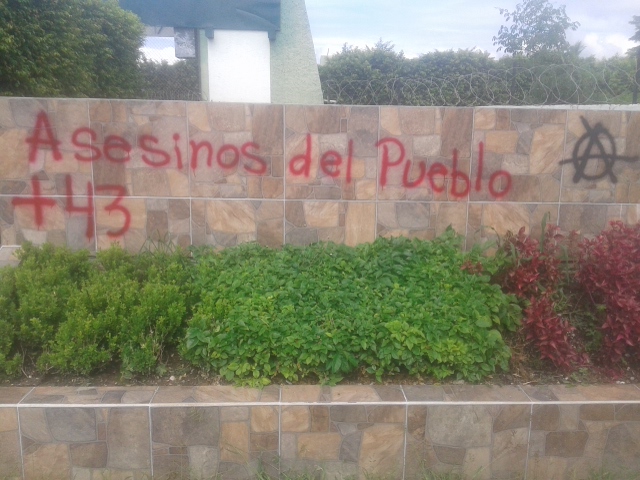 Asesinos del Pueblo
+43